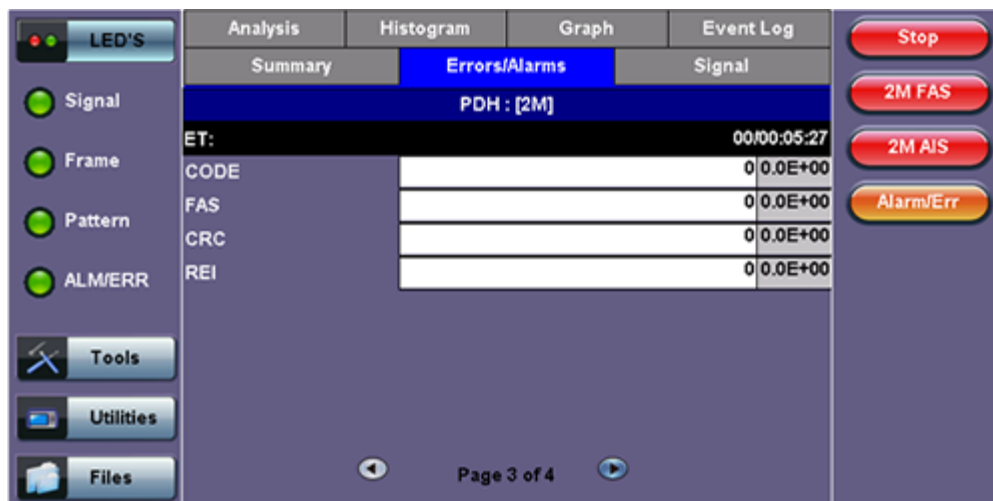 LED'S
Signal
Frame
Pattern
ALM/ERR
Tools
Utilities
Files
Analysis Histogram Graph Event Log
Summary Errors/Alarms Signal
PDH : [2M]
ET: 00/00:05:27
CODE 0 0.0E+00
FAS 0 0.0E+00
CRC 0 0.0E+00
REI 0 0.0E+00
Page 3 of 4
Stop
2M FAS
2M AIS
Alarm/Err